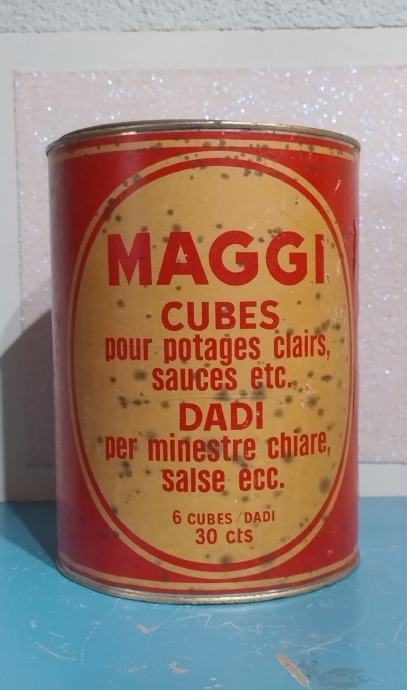 MAGGI
CUBES
pour potages clairs,
sauces etc.
DADI
per minestre chiare,
salse ecc.
6 CUBES/DADI
30 cts